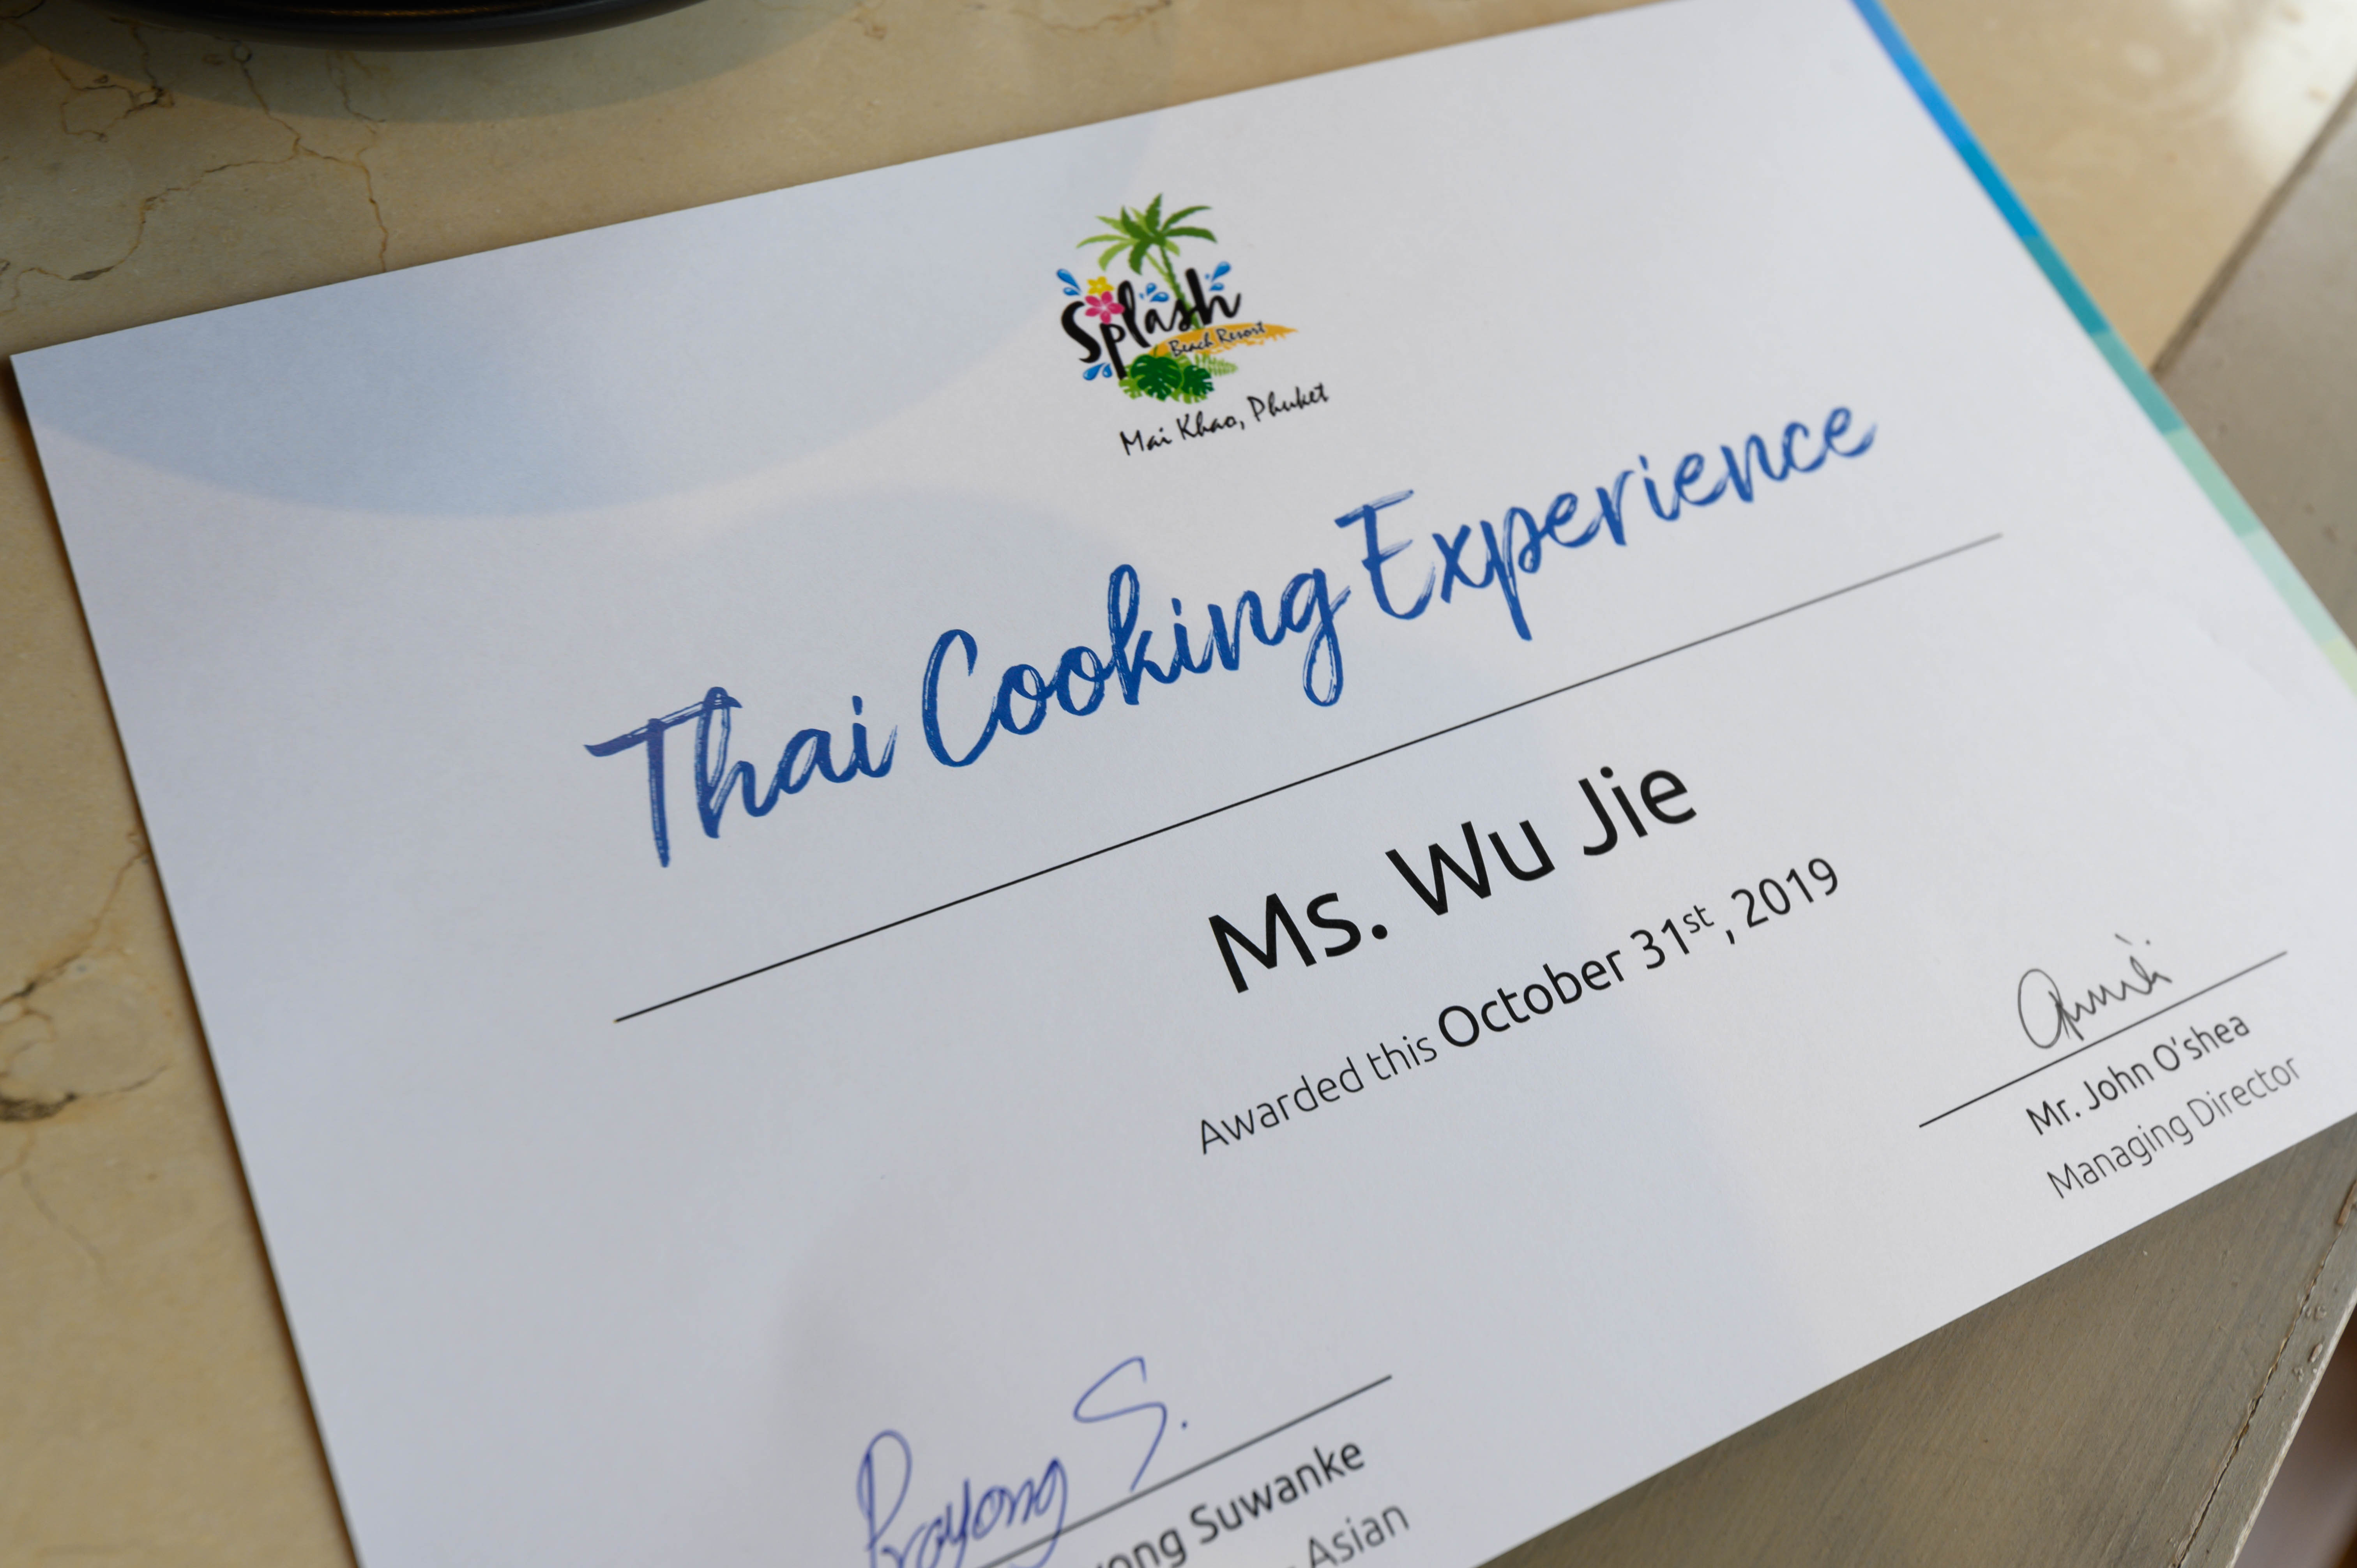 Splash
Beach Resort
Mai Khao, Phuket
Thai Cooking Experience
Ms. Wu Jie
Awarded this October 31st, 2019
Mr. John O'shea
Managing Director
Prayong S.
yong Suwanke
- Asian